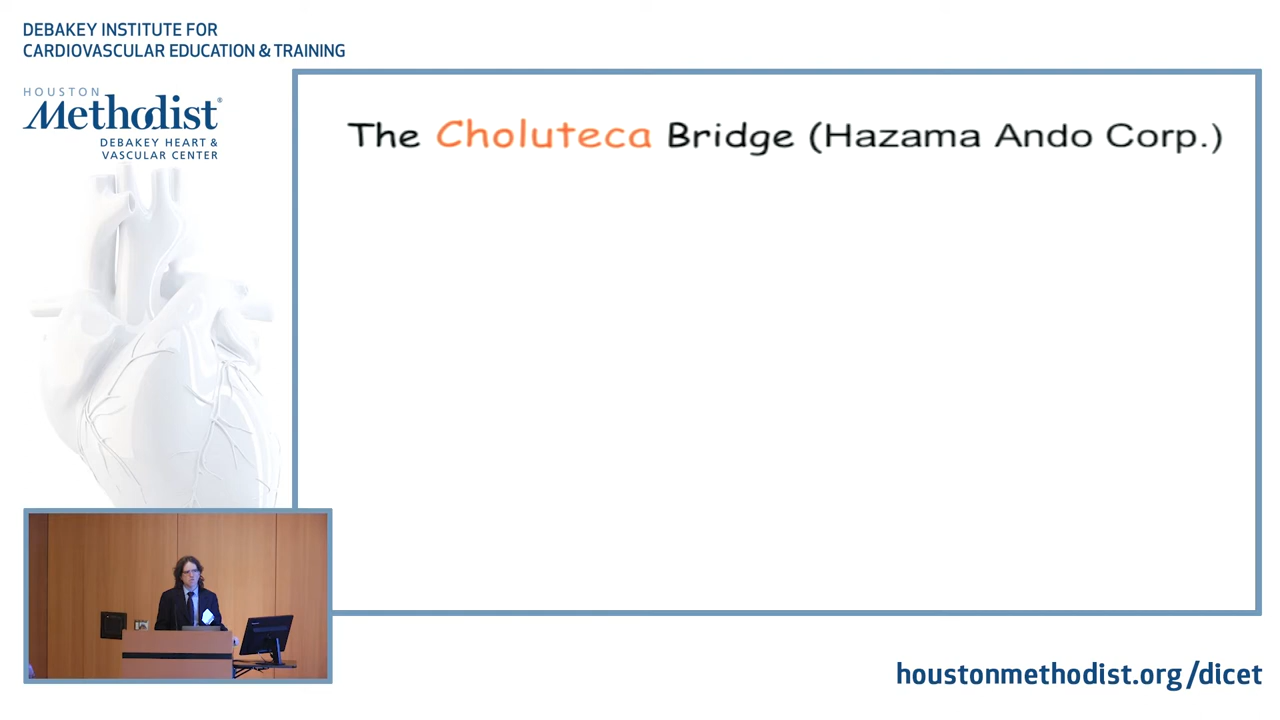 DEBAKEY INSTITUTE FOR
CARDIOVASCULAR EDUCATION & TRAINING
HOUSTON
Methodist®
DEBAKEY HEART &
VASCULAR CENTER
The Choluteca Bridge (Hazama Ando Corp.)
houstonmethodist.org/dicet